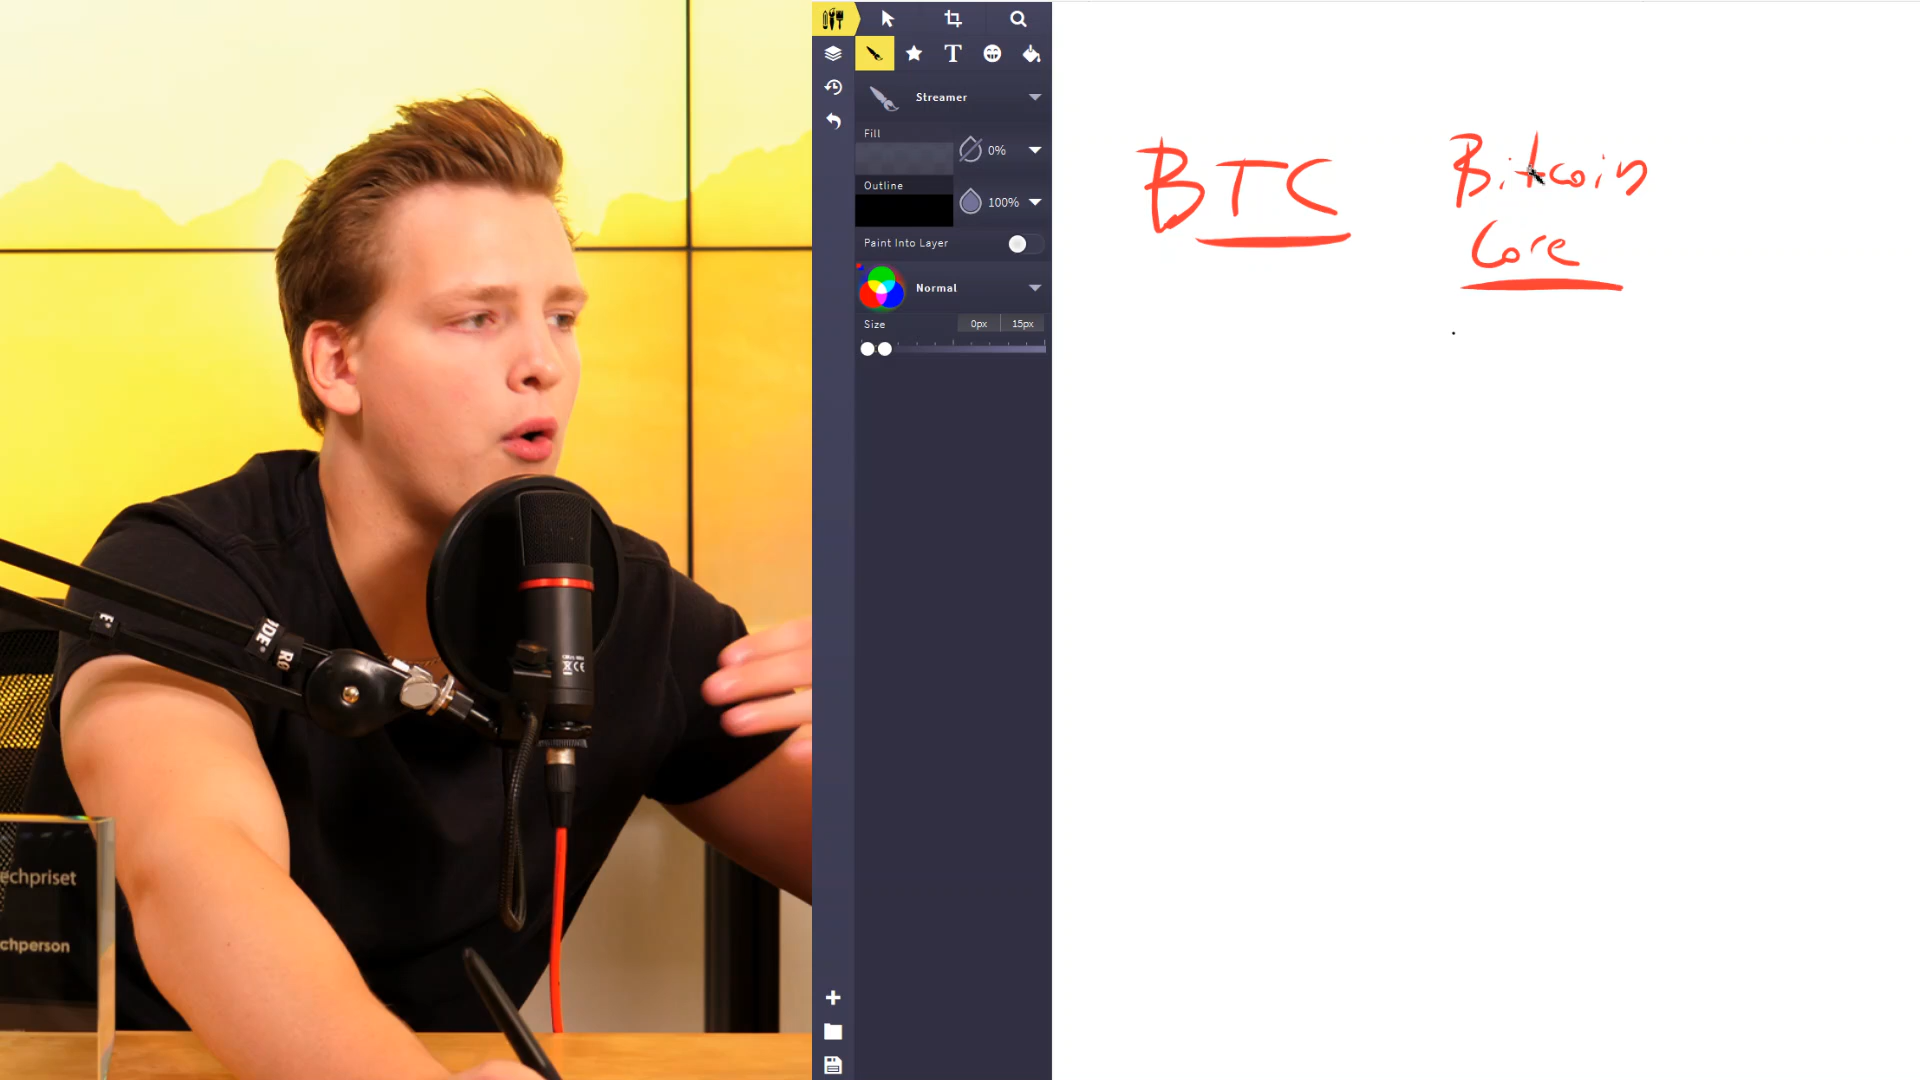 Streamer
Fill
0%
Outline
100%
Paint Into Layer
Normal
Size
0px
15px
BTC
Bitcoin
Core
echpriset
chperson